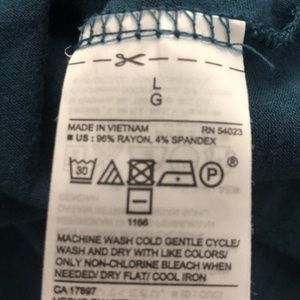 L
G
MADE IN VIETNAM RN 54023
■ US : 96% RAYON, 4% SPANDEX
30 P
1166
MACHINE WASH COLD GENTLE CYCLE/
WASH AND DRY WITH LIKE COLORS/
ONLY NON-CHLORINE BLEACH WHEN
NEEDED/ DRY FLAT/ COOL IRON
CA 17897